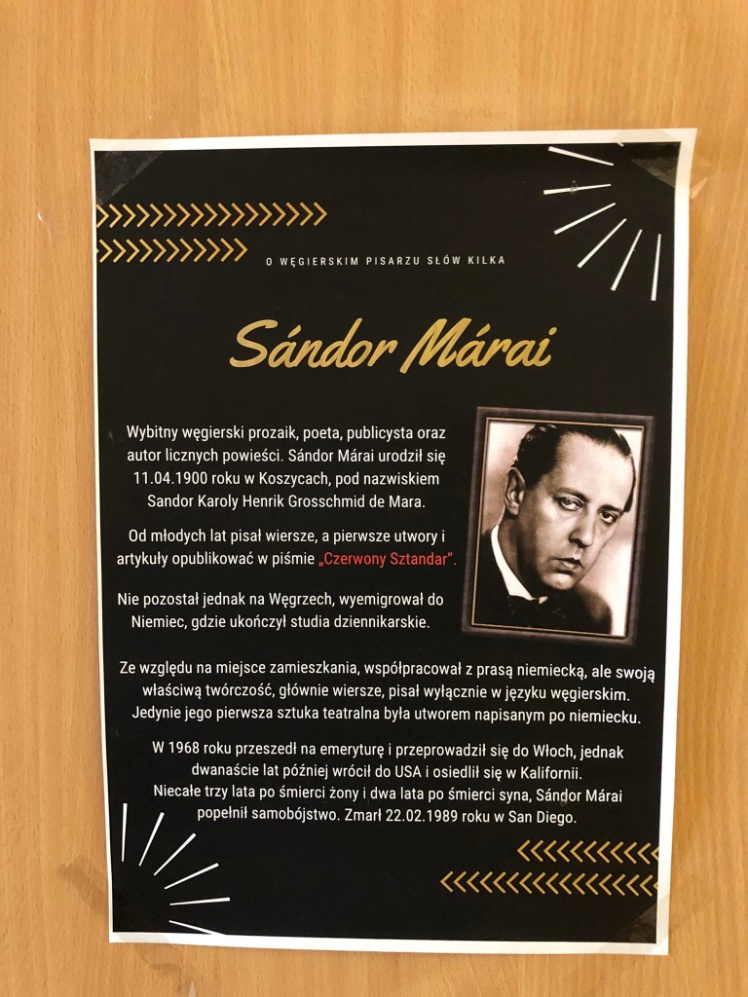 O WĘGIERSKIM PISARZU SŁÓW KILKA
Sándor Márai
Wybitny węgierski prozaik, poeta, publicysta oraz
autor licznych powieści. Sándor Márai urodził się
11.04.1900 roku w Koszycach, pod nazwiskiem
Sandor Karoly Henrik Grosschmid de Mara.
Od młodych lat pisał wiersze, a pierwsze utwory i
artykuły opublikować w piśmie „Czerwony Sztandar”.
Nie pozostał jednak na Węgrzech, wyemigrował do
Niemiec, gdzie ukończył studia dziennikarskie.
Ze względu na miejsce zamieszkania, współpracował z prasą niemiecką, ale swoją
właściwą twórczość, głównie wiersze, pisał wyłącznie w języku węgierskim.
Jedynie jego pierwsza sztuka teatralna była utworem napisanym po niemiecku.
W 1968 roku przeszedł na emeryturę i przeprowadził się do Włoch, jednak
dwanaście lat później wrócił do USA i osiedlił się w Kalifornii.
Niecałe trzy lata po śmierci żony i dwa lata po śmierci syna, Sándor Márai
popełnił samobójstwo. Zmarł 22.02.1989 roku w San Diego.